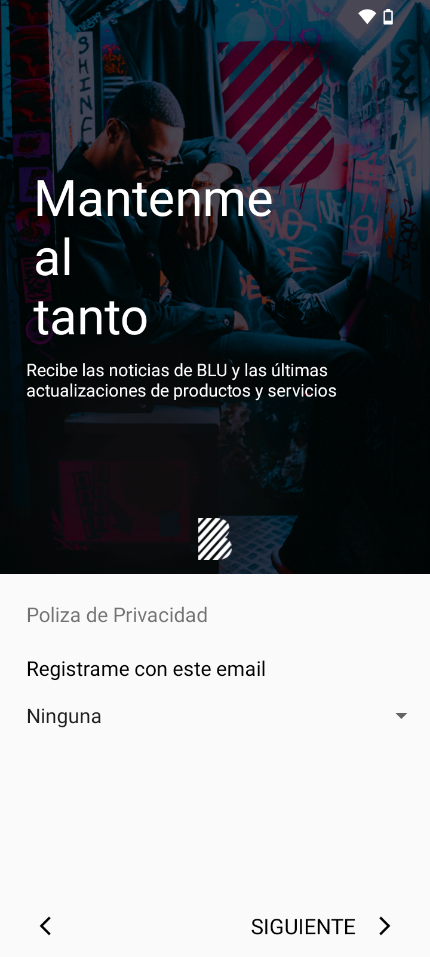 SHINE
Mantenme
al
tanto
Recibe las noticias de BLU y las últimas
actualizaciones de productos y servicios
Poliza de Privacidad
Registrame con este email
Ninguna
SIGUIENTE